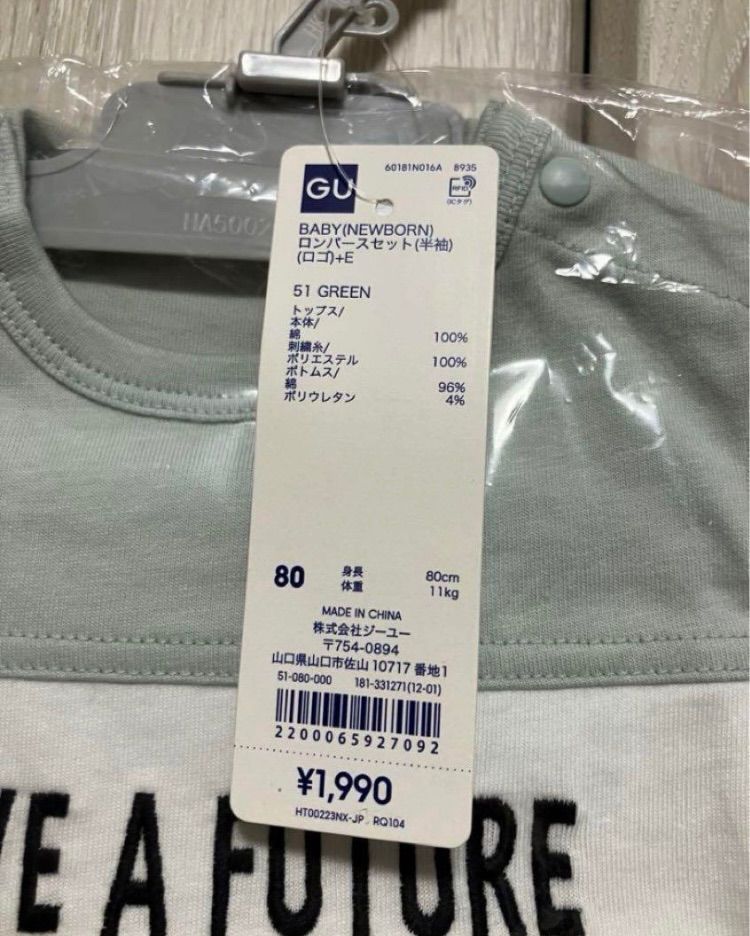 60181N016A 8935
GU
RFID
(ICタグ)
BABY(NEWBORN)
ロンパースセット(半袖)
(ロゴ)+E
51 GREEN
トップス/
本体/
綿 100%
刺繍糸/
ポリエステル 100%
ボトムス/
綿 96%
ポリウレタン 4%
80 身長 80cm
体重 11kg
MADE IN CHINA
株式会社ジーユー
〒754-0894
山口県山口市佐山 10717 番地1
51-080-000 181-331271(12-01)
2200065927092
¥1,990
HT00223NX-JP RQ104
A FUTURE